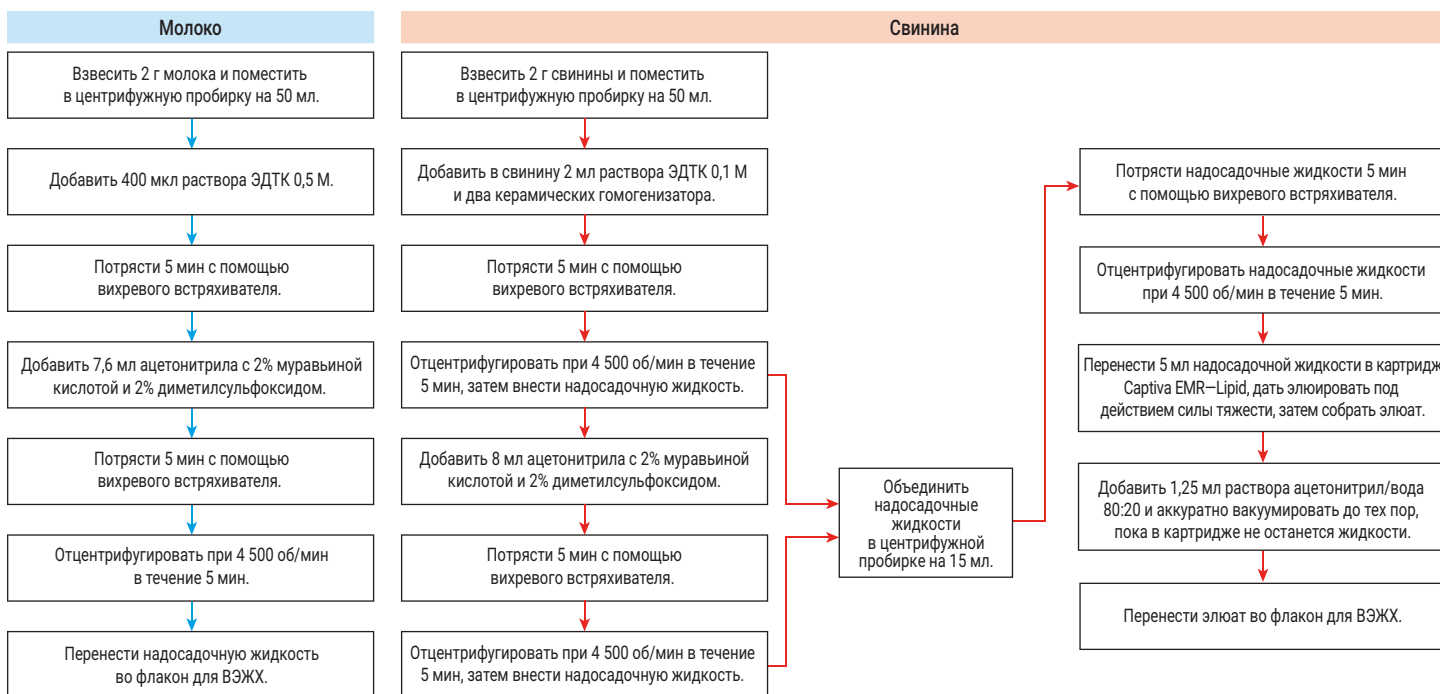 Молоко
Взвесить 2 г молока и поместить
в центрифужную пробирку на 50 мл.
Добавить 400 мкл раствора ЭДТК 0,5 М.
Потрясти 5 мин с помощью
вихревого встряхивателя.
Добавить 7,6 мл ацетонитрила с 2% муравьиной
кислотой и 2% диметилсульфоксидом.
Потрясти 5 мин с помощью
вихревого встряхивателя.
Отцентрифугировать при 4 500 об/мин
в течение 5 мин.
Перенести надосадочную жидкость
во флакон для ВЭЖХ.
Свинина
Взвесить 2 г свинины и поместить
в центрифужную пробирку на 50 мл.
Добавить в свинину 2 мл раствора ЭДТК 0,1 М
и два керамических гомогенизатора.
Потрясти 5 мин с помощью
вихревого встряхивателя.
Отцентрифугировать при 4 500 об/мин в течение
5 мин, затем внести надосадочную жидкость.
Добавить 8 мл ацетонитрила с 2% муравьиной
кислотой и 2% диметилсульфоксидом.
Потрясти 5 мин с помощью
вихревого встряхивателя.
Отцентрифугировать при 4 500 об/мин в течение
5 мин, затем внести надосадочную жидкость.
Объединить
надосадочные
жидкости
в центрифужной
пробирке на 15 мл.
Потрясти надосадочные жидкости 5 мин
с помощью вихревого встряхивателя.
Отцентрифугировать надосадочные жидкости
при 4 500 об/мин в течение 5 мин.
Перенести 5 мл надосадочной жидкости в картридж
Captiva EMR—Lipid, дать элюировать под
действием силы тяжести, затем собрать элюат.
Добавить 1,25 мл раствора ацетонитрил/вода
80:20 и аккуратно вакуумировать до тех пор,
пока в картридже не останется жидкости.
Перенести элюат во флакон для ВЭЖХ.